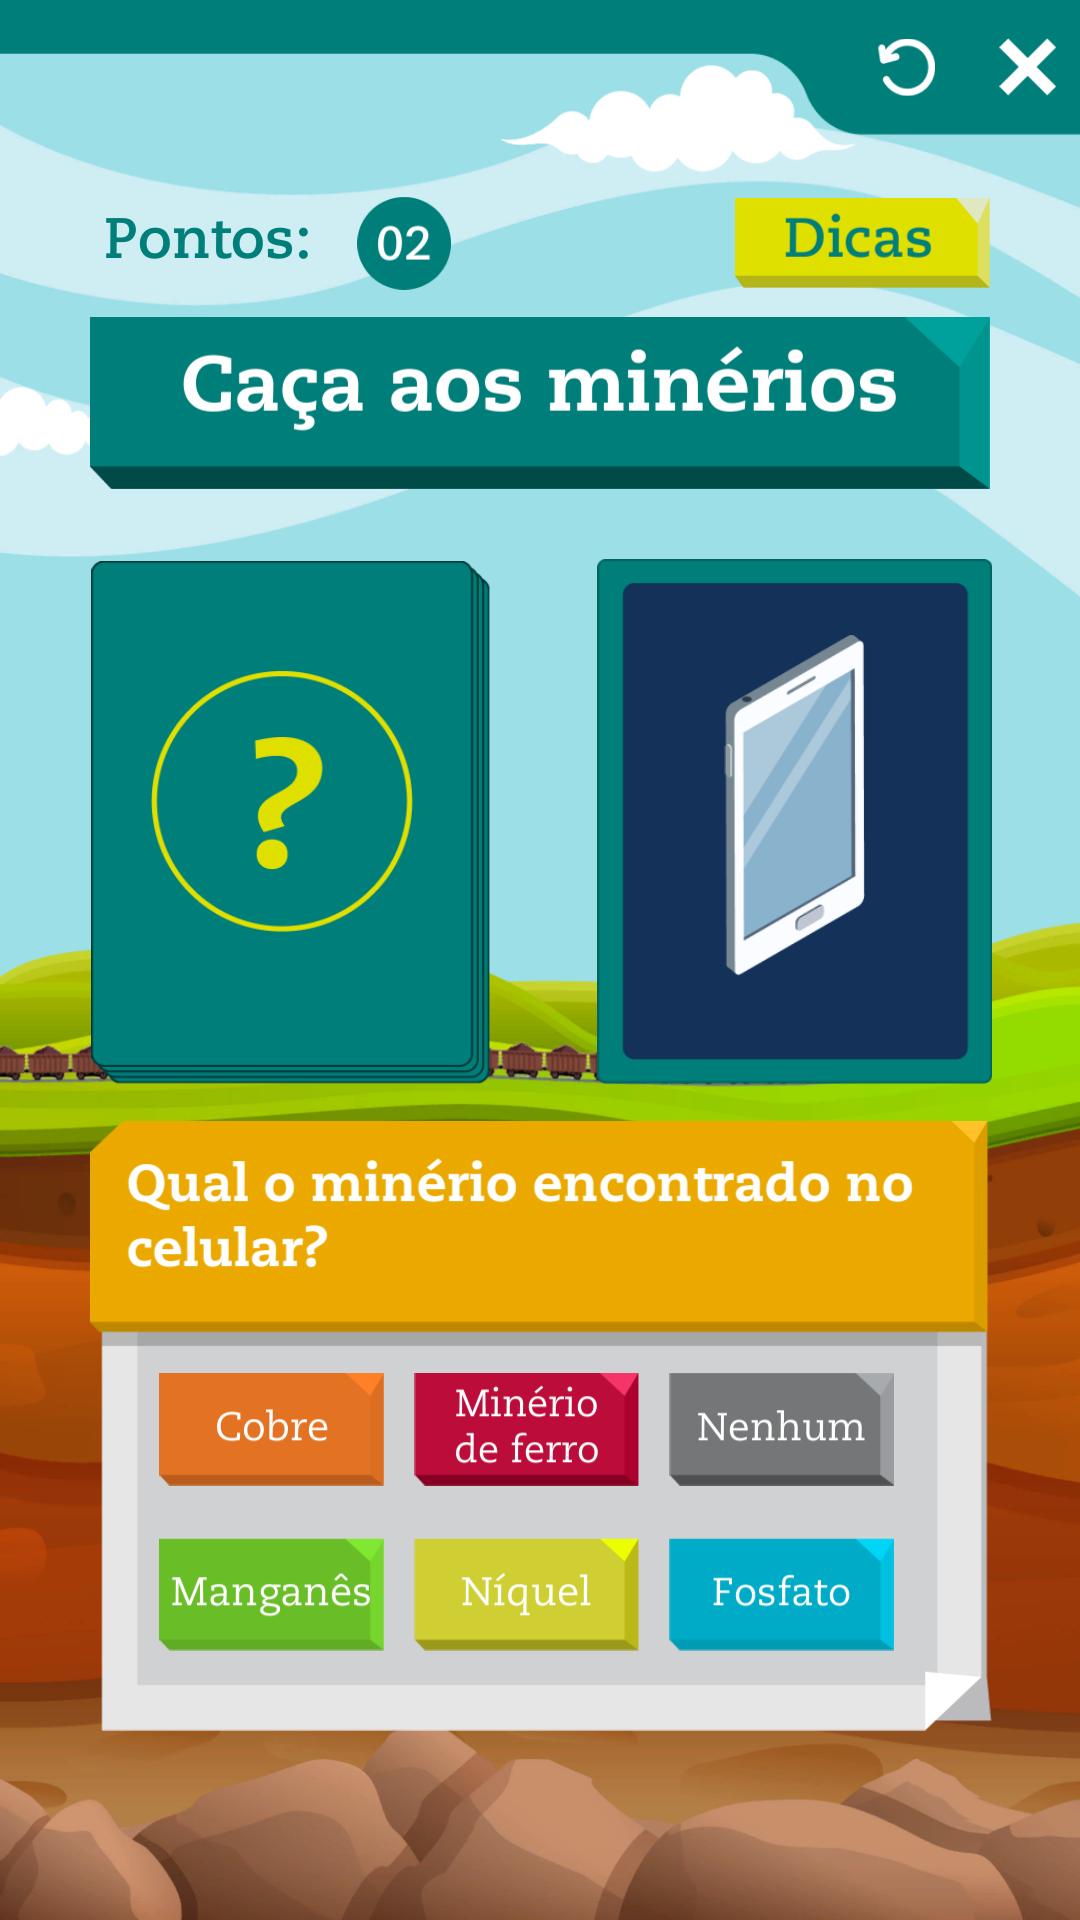 Pontos: 02
Dicas
Caça aos minérios
?
Qual o minério encontrado no
celular?
Cobre
Minério
de ferro
Nenhum
Manganês
Níquel
Fosfato